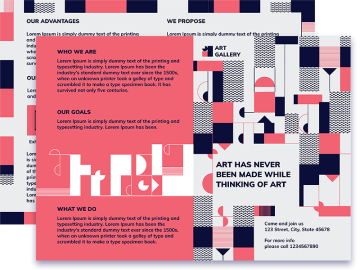 OUR ADVANTAGES
WE PROPOSE
Lorem Ipsum is simply dummy text of the printing
Lorem Ipsum is simply dummy text of the printing
WHO WE ARE
Lorem Ipsum is simply dummy text of the printing and
typesetting industry. Lorem Ipsum has been the
industry's standard dummy text ever since the 1500s,
when an unknown printer took a galley of type and
scrambled it to make a type specimen book. It has
survived not only five centuries.
OUR GOALS
Lorem Ipsum is simply dummy text of the printing and
typesetting industry. Lorem Ipsum has been.
WHAT WE DO
Lorem Ipsum is simply dummy text of the printing and
typesetting industry. Lorem Ipsum has been the
industry's standard dummy text ever since the 1500s,
when an unknown printer took a galley of type and
scrambled it to make a type specimen book.
ART
GALLERY
ART HAS NEVER
BEEN MADE WHILE
THINKING OF ART
Come and join us
123 Street, City, State 45678
For more info
please call 1234567890